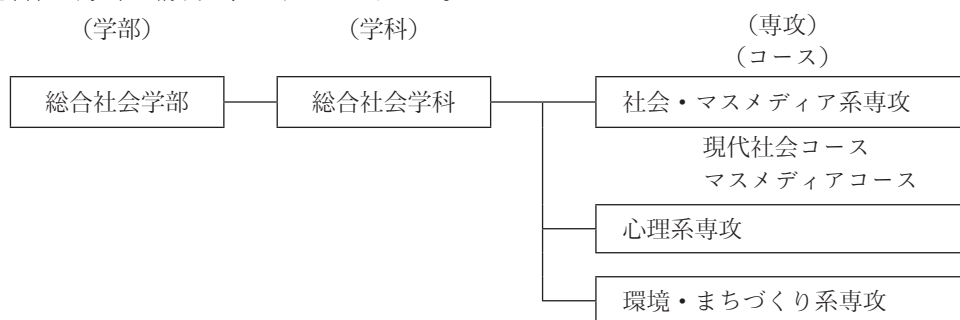 （学部）
（学科）
（専攻）
（コース）
総合社会学部
総合社会学科
社会・マスメディア系専攻
現代社会コース
マスメディアコース
心理系専攻
環境・まちづくり系専攻